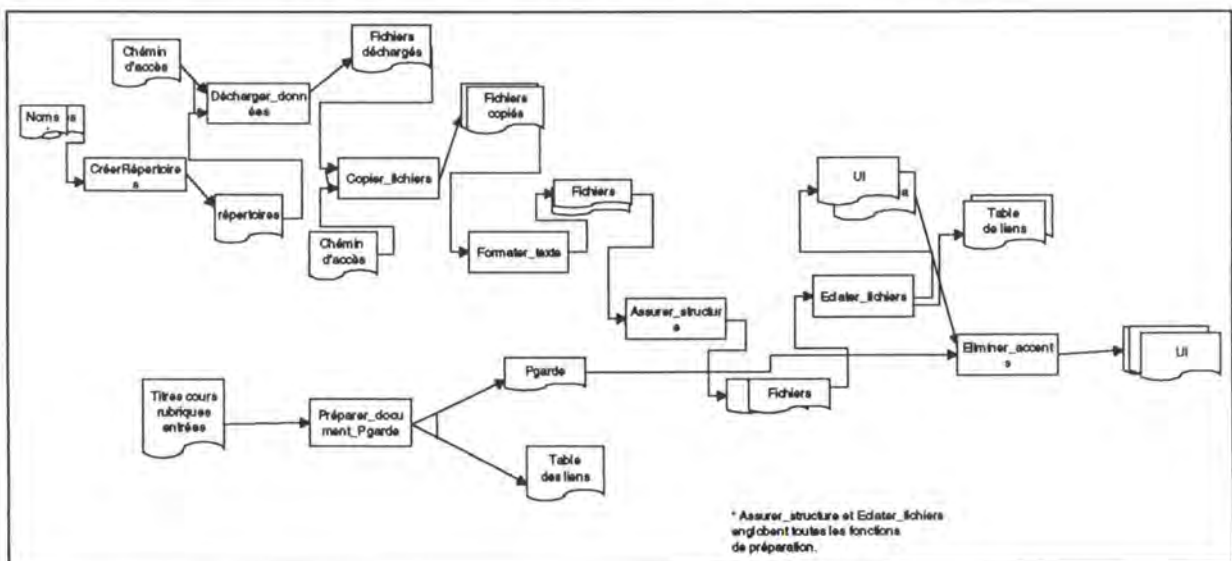 Chémin
d'accès
Fichiers
déchargés
Décharger_donn
ées
Noms
Fichiers
copiés
CréerRépertoire
s
Copier_fichiers
répertoires
Chémin
d'accès
Formater_texte
Fichiers
UI
Table
de liens
Assurer_structur
e
Eclater_fichiers
Eliminer_accent
s
UI
Pgarde
Fichiers
Titres cours
rubriques
entrées
Préparer_docu
ment_Pgarde
Table
des liens
* Assurer_structure et Eclater_fichiers
englobent toutes les fonctions
de préparation.